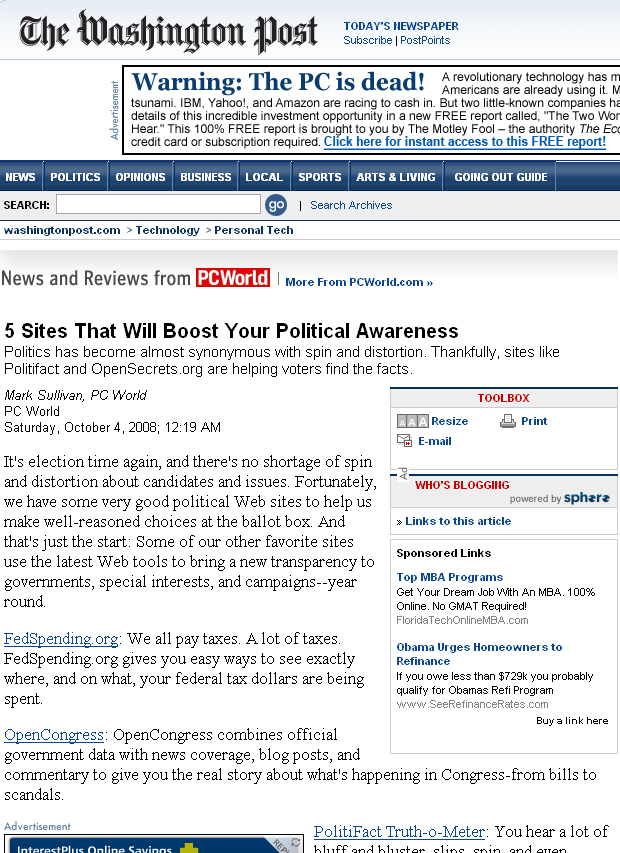 The Washington Post
TODAY'S NEWSPAPER
Subscribe | PostPoints
Advertisement
Warning: The PC is dead! A revolutionary technology has m
Americans are already using it. M
tsunami. IBM, Yahoo!, and Amazon are racing to cash in. But two little-known companies ha
details of this incredible investment opportunity in a new FREE report called, "The Two Wor
Hear." This 100% FREE report is brought to you by The Motley Fool – the authority The Eco
credit card or subscription required. Click here for instant access to this FREE report!
NEWS POLITICS OPINIONS BUSINESS LOCAL SPORTS ARTS & LIVING GOING OUT GUIDE
SEARCH: go | Search Archives
washingtonpost.com > Technology > Personal Tech
News and Reviews from PCWorld | More From PCWorld.com »
5 Sites That Will Boost Your Political Awareness
Politics has become almost synonymous with spin and distortion. Thankfully, sites like
Politifact and OpenSecrets.org are helping voters find the facts.
Mark Sullivan, PC World
PC World
Saturday, October 4, 2008; 12:19 AM
It's election time again, and there's no shortage of spin
and distortion about candidates and issues. Fortunately,
we have some very good political Web sites to help us
make well-reasoned choices at the ballot box. And
that's just the start: Some of our other favorite sites
use the latest Web tools to bring a new transparency to
governments, special interests, and campaigns--year
round.
FedSpending.org: We all pay taxes. A lot of taxes.
FedSpending.org gives you easy ways to see exactly
where, and on what, your federal tax dollars are being
spent.
OpenCongress: OpenCongress combines official
government data with news coverage, blog posts, and
commentary to give you the real story about what's happening in Congress-from bills to
scandals.
TOOLBOX
AAA Resize Print
E-mail
AD
WHO'S BLOGGING
powered by sphere
» Links to this article
Sponsored Links
Top MBA Programs
Get Your Dream Job With An MBA. 100%
Online. No GMAT Required!
FloridaTechOnlineMBA.com
Obama Urges Homeowners to
Refinance
If you owe less than $729k you probably
qualify for Obamas Refi Program
www.SeeRefinanceRates.com
Buy a link here
Advertisement
InterestPlus Online Savings
REPL
PolitiFact Truth-o-Meter: You hear a lot of
bluff and bluster, slips, spin, and even